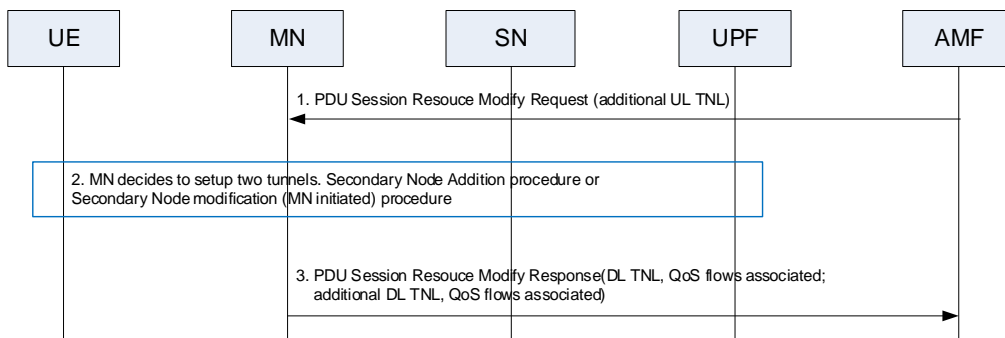 UE
MN
SN
UPF
AMF
1. PDU Session Resouce Modify Request (additional UL TNL)
2. MN decides to setup two tunnels. Secondary Node Addition procedure or
Secondary Node modification (MN initiated) procedure
3. PDU Session Resouce Modify Response(DL TNL, QoS flows associated;
additional DL TNL, QoS flows associated)